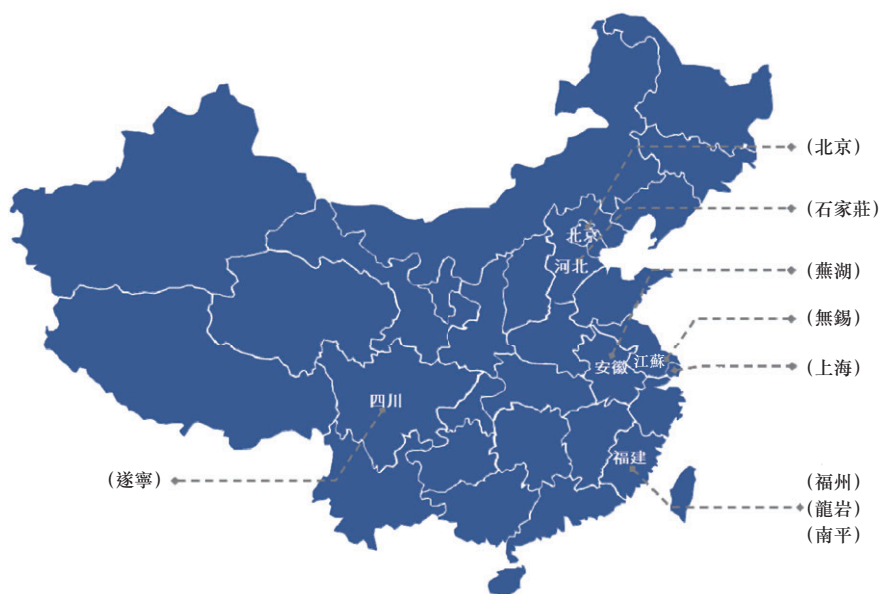 (北京)
(石家莊)
北京
河北
(蕪湖)
(無錫)
安徽
江蘇
(上海)
四川
福建
(遂寧)
(福州)
(龍岩)
(南平)